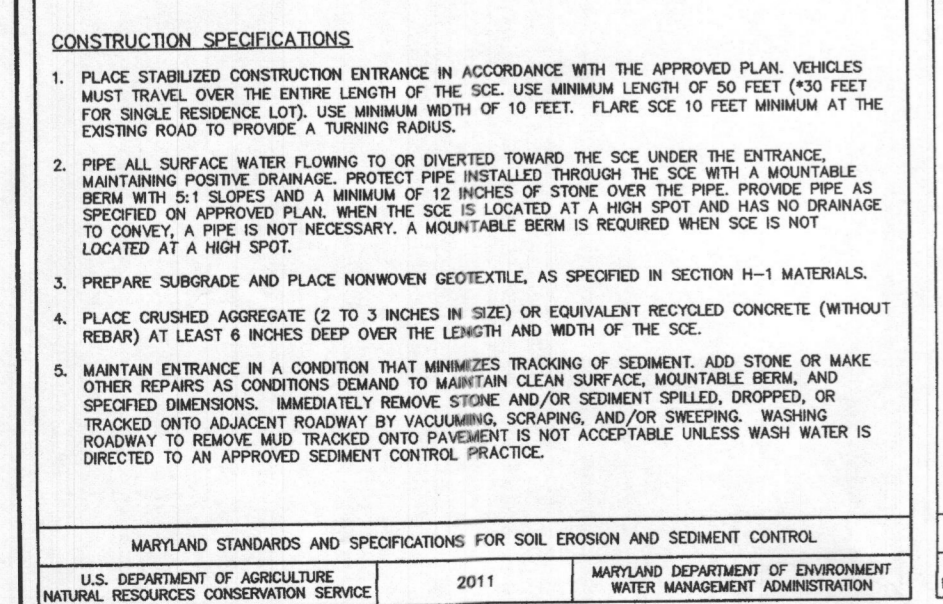 CONSTRUCTION SPECIFICATIONS
1. PLACE STABILIZED CONSTRUCTION ENTRANCE IN ACCORDANCE WITH THE APPROVED PLAN. VEHICLES
MUST TRAVEL OVER THE ENTIRE LENGTH OF THE SCE. USE MINIMUM LENGTH OF 50 FEET (*30 FEET
FOR SINGLE RESIDENCE LOT). USE MINIMUM WIDTH OF 10 FEET. FLARE SCE 10 FEET MINIMUM AT THE
EXISTING ROAD TO PROVIDE A TURNING RADIUS.
2. PIPE ALL SURFACE WATER FLOWING TO OR DIVERTED TOWARD THE SCE UNDER THE ENTRANCE,
MAINTAINING POSITIVE DRAINAGE. PROTECT PIPE INSTALLED THROUGH THE SCE WITH A MOUNTABLE
BERM WITH 5:1 SLOPES AND A MINIMUM OF 12 INCHES OF STONE OVER THE PIPE. PROVIDE PIPE AS
SPECIFIED ON APPROVED PLAN. WHEN THE SCE IS LOCATED AT A HIGH SPOT AND HAS NO DRAINAGE
TO CONVEY, A PIPE IS NOT NECESSARY. A MOUNTABLE BERM IS REQUIRED WHEN SCE IS NOT
LOCATED AT A HIGH SPOT.
3. PREPARE SUBGRADE AND PLACE NONWOVEN GEOTEXTILE, AS SPECIFIED IN SECTION H-1 MATERIALS.
4. PLACE CRUSHED AGGREGATE (2 TO 3 INCHES IN SIZE) OR EQUIVALENT RECYCLED CONCRETE (WITHOUT
REBAR) AT LEAST 6 INCHES DEEP OVER THE LENGTH AND WIDTH OF THE SCE.
5. MAINTAIN ENTRANCE IN A CONDITION THAT MINIMIZES TRACKING OF SEDIMENT. ADD STONE OR MAKE
OTHER REPAIRS AS CONDITIONS DEMAND TO MAINTAIN CLEAN SURFACE, MOUNTABLE BERM, AND
SPECIFIED DIMENSIONS. IMMEDIATELY REMOVE STONE AND/OR SEDIMENT SPILLED, DROPPED, OR
TRACKED ONTO ADJACENT ROADWAY BY VACUUMING, SCRAPING, AND/OR SWEEPING. WASHING
ROADWAY TO REMOVE MUD TRACKED ONTO PAVEMENT IS NOT ACCEPTABLE UNLESS WASH WATER IS
DIRECTED TO AN APPROVED SEDIMENT CONTROL PRACTICE.
MARYLAND STANDARDS AND SPECIFICATIONS FOR SOIL EROSION AND SEDIMENT CONTROL
U.S. DEPARTMENT OF AGRICULTURE
NATURAL RESOURCES CONSERVATION SERVICE
2011
MARYLAND DEPARTMENT OF ENVIRONMENT
WATER MANAGEMENT ADMINISTRATION